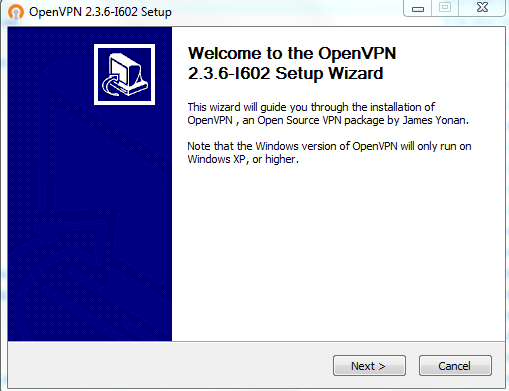 OpenVPN 2.3.6-I602 Setup
Welcome to the OpenVPN
2.3.6-I602 Setup Wizard
This wizard will guide you through the installation of
OpenVPN , an Open Source VPN package by James Yonan.
Note that the Windows version of OpenVPN will only run on
Windows XP, or higher.
Next >
Cancel